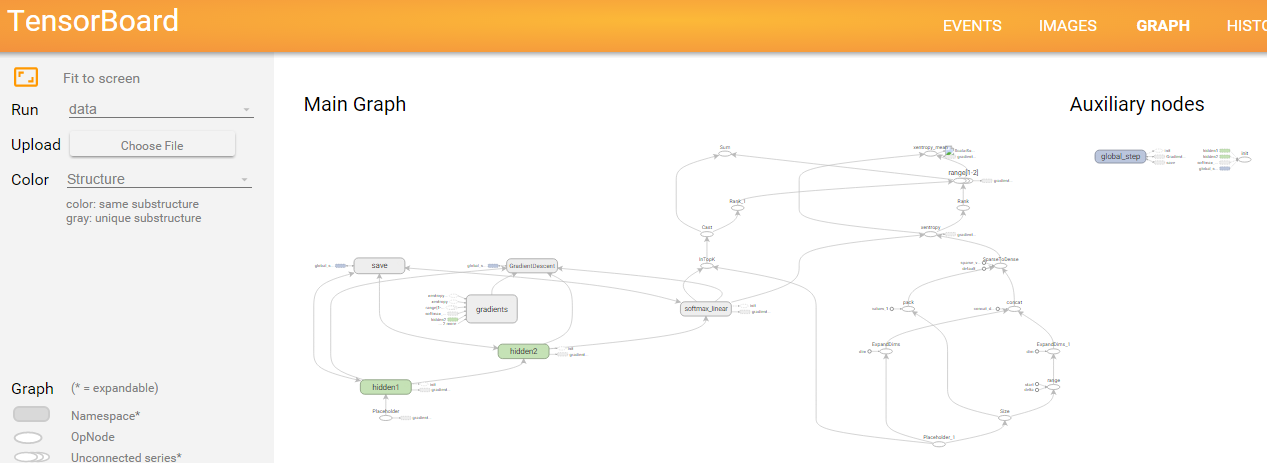 TensorBoard
EVENTS
IMAGES
GRAPH
HISTO
Fit to screen
Run
data
Upload
Choose File
Color
Structure
color: same substructure
gray: unique substructure
Graph
(* = expandable)
Namespace*
OpNode
Unconnected series*
Main Graph
Auxiliary nodes
Sum
xentropy_mean
range[1-2]
Rank_1
Rank
Cast
xentropy
InTopK
SparseToDense
save
GradientDescent
gradients
softmax_linear
pack
concat
hidden2
ExpandDims
ExpandDims_1
hidden1
range
Placeholder
Size
Placeholder_1
global_step
init